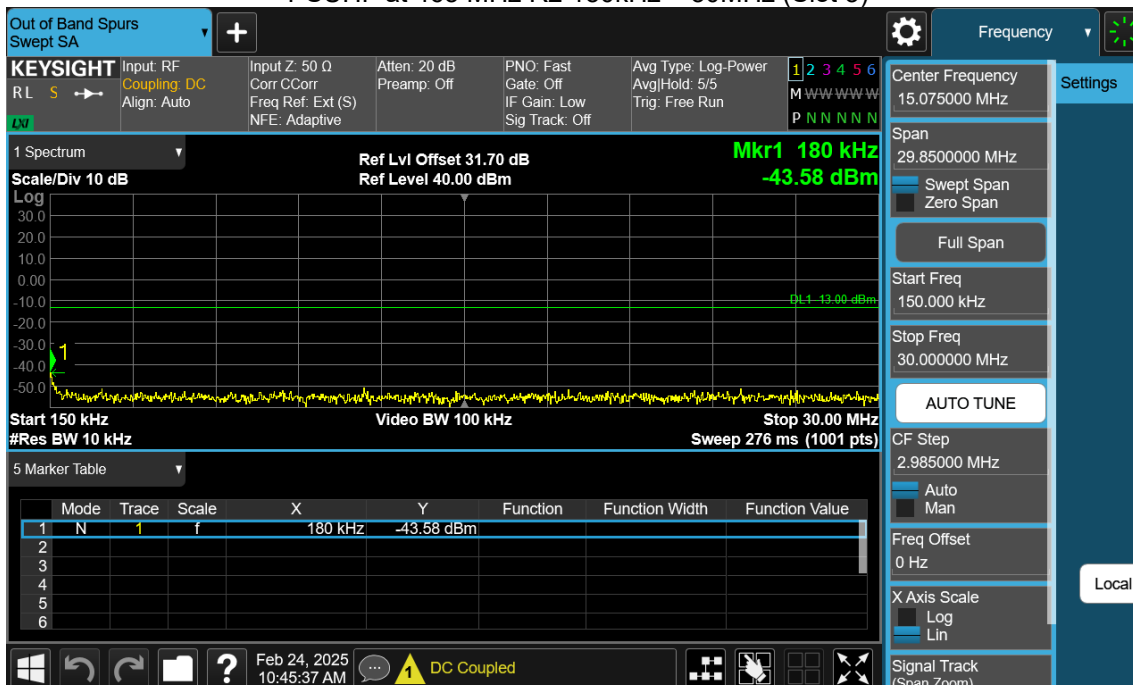 Out of Band Spurs
Swept SA
Frequency
KEYSIGHT
R L S
LXI
Input: RF
Coupling: DC
Align: Auto
Input Z: 50 Ω
Corr CCorr
Freq Ref: Ext (S)
NFE: Adaptive
Atten: 20 dB
Preamp: Off
PNO: Fast
Gate: Off
IF Gain: Low
Sig Track: Off
Avg Type: Log-Power
Avg|Hold: 5/5
Trig: Free Run
1 2 3 4 5 6
M W W W W W
P N N N N N
1 Spectrum
Scale/Div 10 dB
Ref Lvl Offset 31.70 dB
Ref Level 40.00 dBm
Mkr1 180 kHz
-43.58 dBm
Log
30.0
20.0
10.0
0.00
-10.0
-20.0
-30.0
-40.0
-50.0
1
DL1 -13.00 dBm
Start 150 kHz
Video BW 100 kHz
Stop 30.00 MHz
#Res BW 10 kHz
Sweep 276 ms (1001 pts)
5 Marker Table
Mode Trace Scale X Y Function Function Width Function Value
1 N 1 f 180 kHz -43.58 dBm
2
3
4
5
6
Feb 24, 2025
10:45:37 AM
1
DC Coupled
Center Frequency
15.075000 MHz
Span
29.8500000 MHz
Swept Span
Zero Span
Full Span
Start Freq
150.000 kHz
Stop Freq
30.000000 MHz
AUTO TUNE
CF Step
2.985000 MHz
Auto
Man
Freq Offset
0 Hz
X Axis Scale
Log
Lin
Signal Track
(Span Zoom)
Settings
Local